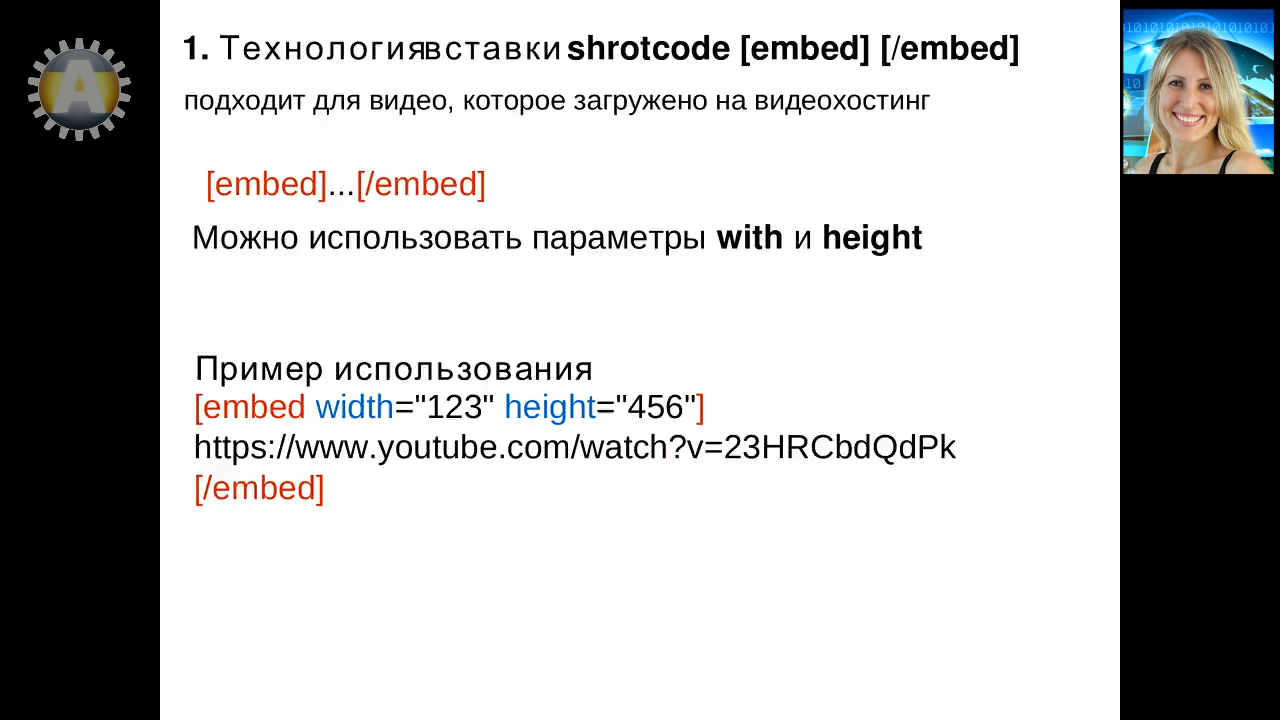 1. Технологиявставки shrotcode [embed] [/embed]
подходит для видео, которое загружено на видеохостинг
[embed]...[/embed]
Можно использовать параметры with и height
Пример использования
[embed width="123" height="456"]
https://www.youtube.com/watch?v=23HRCbdQdPk
[/embed]
A